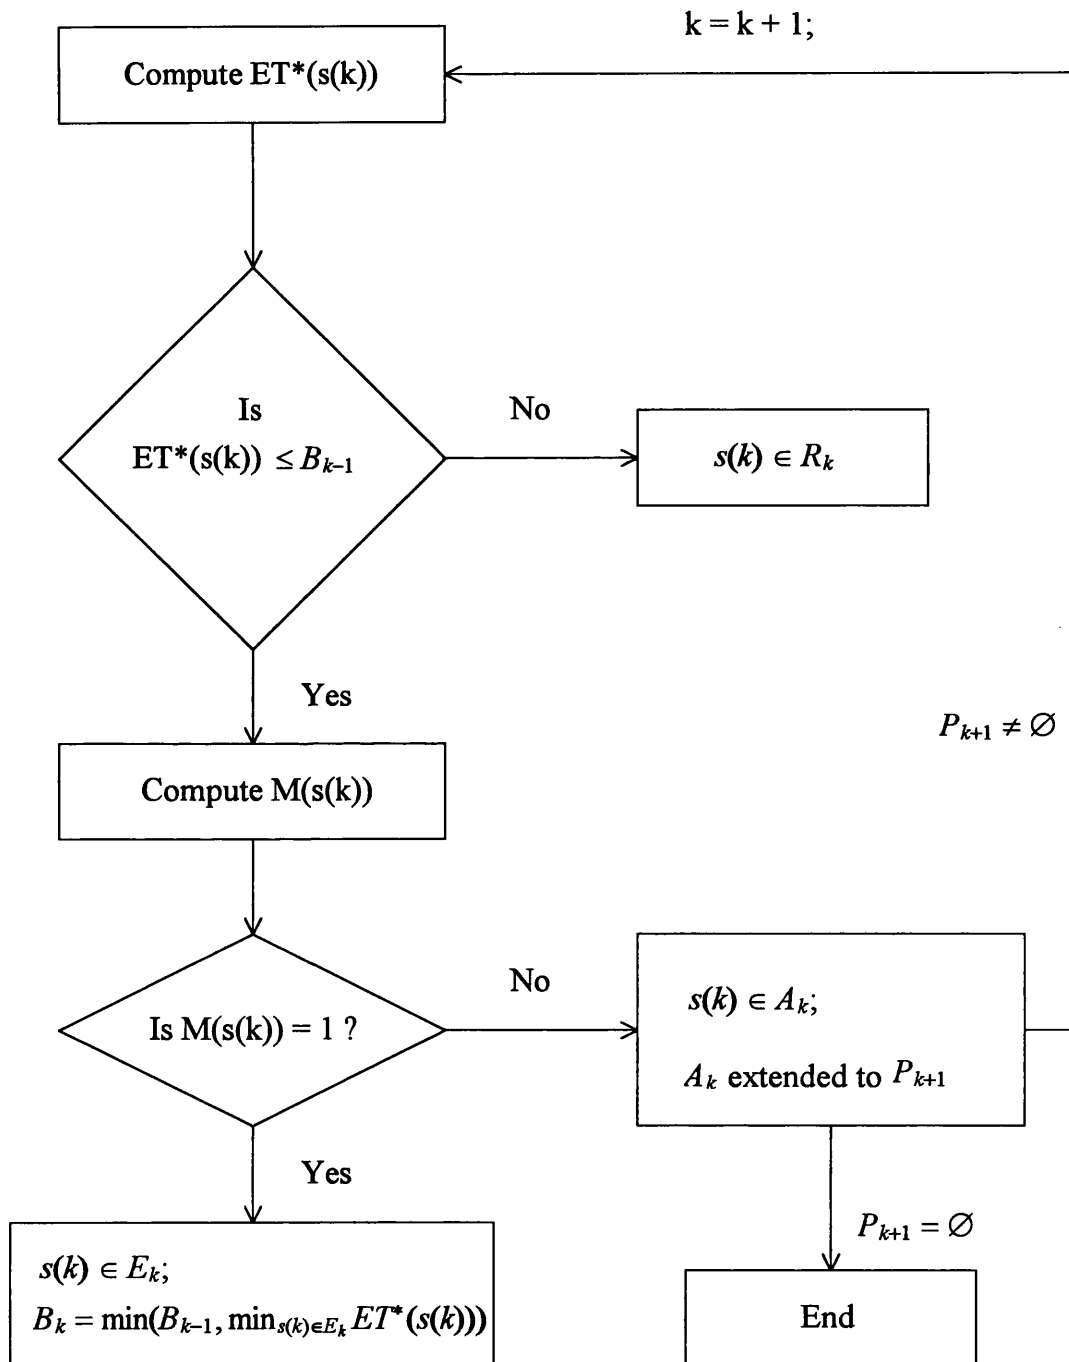 k = k + 1;
Compute ET*(s(k))
Is
ET*(s(k)) ≤ B_{k−1}
No
s(k) ∈ R_k
Yes
P_{k+1} ≠ ∅
Compute M(s(k))
No
Is M(s(k)) = 1 ?
s(k) ∈ A_k;
A_k extended to P_{k+1}
Yes
P_{k+1} = ∅
s(k) ∈ E_k;
B_k = min(B_{k−1}, min_{s(k)∈E_k} ET*(s(k)))
End